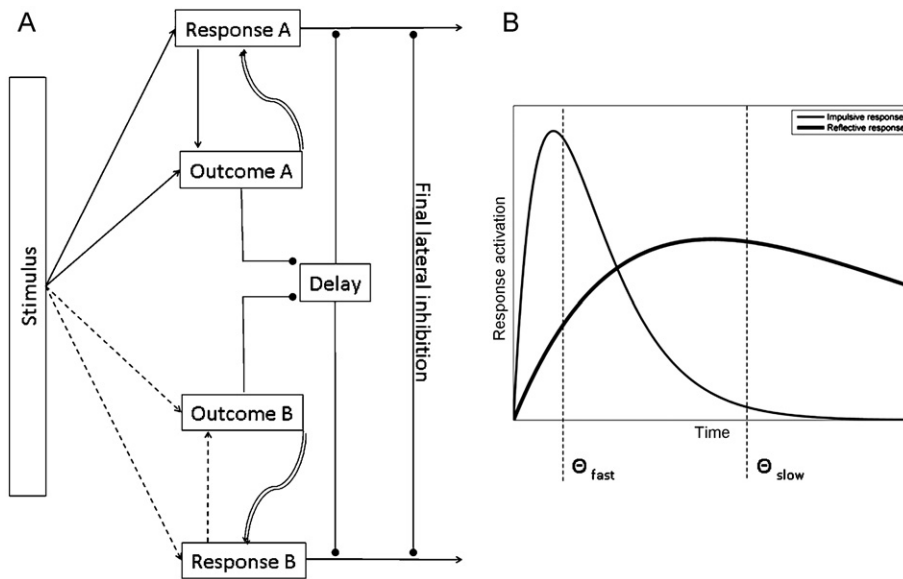 A
Response A
Outcome A
Stimulus
Delay
Final lateral inhibition
Outcome B
Response B
B
Impulsive response
Reflective response
Response activation
Time
Θ fast
Θ slow